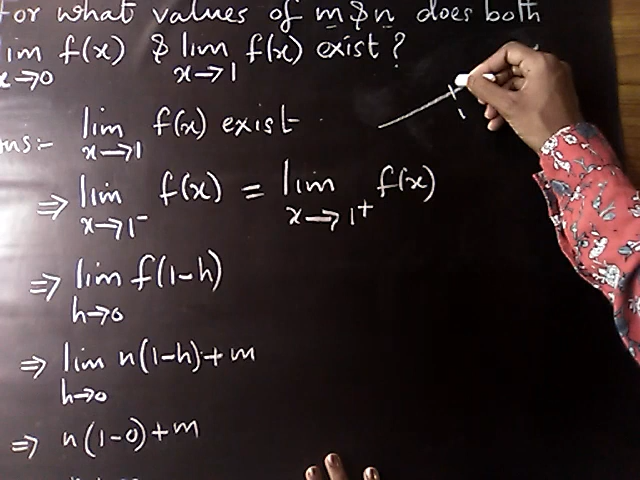 For what values of m & n does both
lim f(x) & lim f(x) exist?
x→0 x→1
Ans:- lim f(x) exist
x→1
⇒ lim f(x) = lim f(x)
x→1⁻ x→1⁺
⇒ lim f(1-h)
h→0
⇒ lim n(1-h)+m
h→0
⇒ n(1-0)+m
1